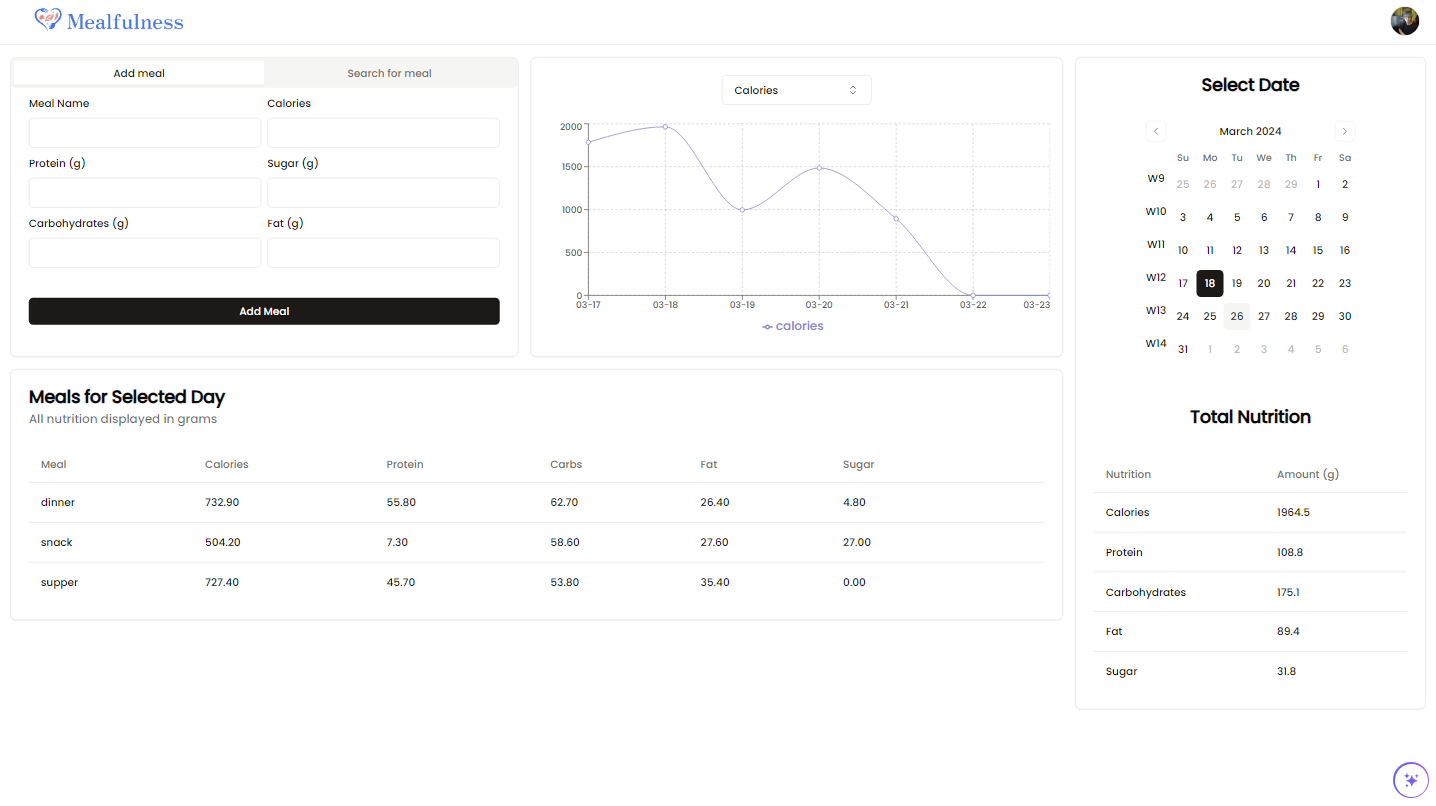 Mealfulness
Add meal
Search for meal
Meal Name
Calories
Protein (g)
Sugar (g)
Carbohydrates (g)
Fat (g)
Add Meal
Calories
2000
1500
1000
500
0
03-17 03-18 03-19 03-20 03-21 03-22 03-23
calories
Select Date
March 2024
Su Mo Tu We Th Fr Sa
W9 25 26 27 28 29 1 2
W10 3 4 5 6 7 8 9
W11 10 11 12 13 14 15 16
W12 17 18 19 20 21 22 23
W13 24 25 26 27 28 29 30
W14 31 1 2 3 4 5 6
Meals for Selected Day
All nutrition displayed in grams
Meal Calories Protein Carbs Fat Sugar
dinner 732.90 55.80 62.70 26.40 4.80
snack 504.20 7.30 58.60 27.60 27.00
supper 727.40 45.70 53.80 35.40 0.00
Total Nutrition
Nutrition Amount (g)
Calories 1964.5
Protein 108.8
Carbohydrates 175.1
Fat 89.4
Sugar 31.8